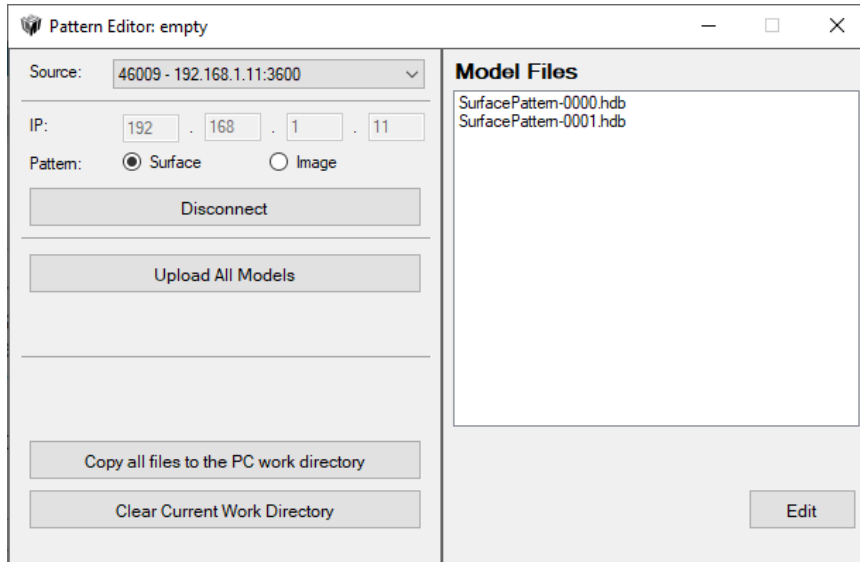 Pattern Editor: empty
Source: 46009 - 192.168.1.11:3600
IP: 192 . 168 . 1 . 11
Pattern: Surface Image
Disconnect
Upload All Models
Copy all files to the PC work directory
Clear Current Work Directory
Model Files
SurfacePattern-0000.hdb
SurfacePattern-0001.hdb
Edit